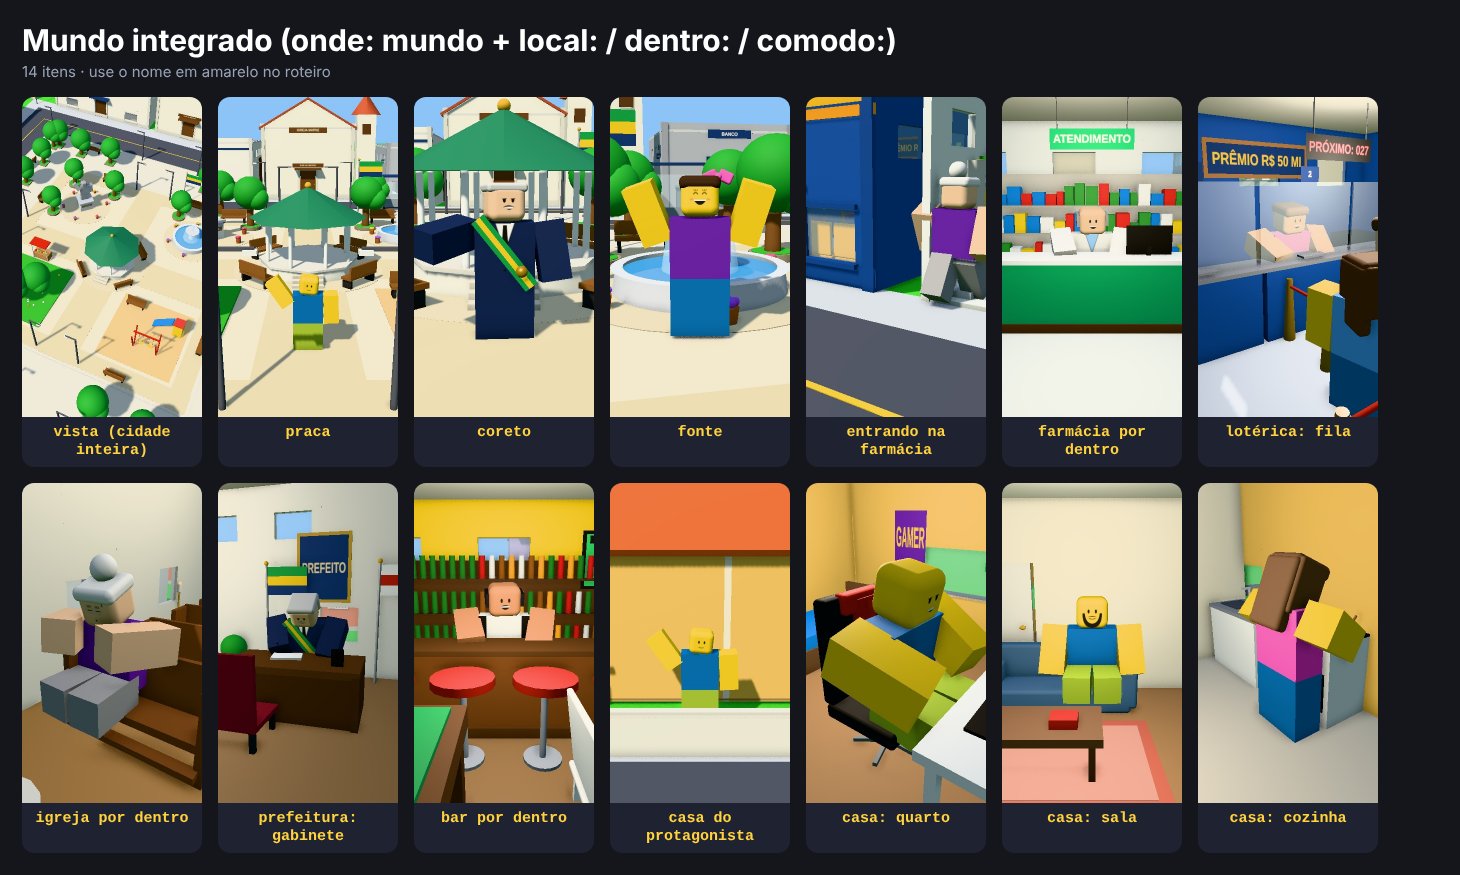 Mundo integrado (onde: mundo + local: / dentro: / comodo:)
14 itens · use o nome em amarelo no roteiro
BANCO
ATENDIMENTO
PRÊMIO R$ 50 MI
PRÓXIMO: 027
2
vista (cidade
inteira)
praca
coreto
fonte
entrando na
farmácia
farmácia por
dentro
lotérica: fila
PREFEITO
GAMER
igreja por dentro
prefeitura:
gabinete
bar por dentro
casa do
protagonista
casa: quarto
casa: sala
casa: cozinha